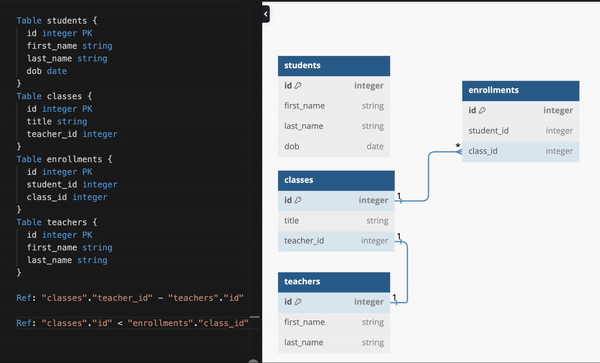 Table students {
id integer PK
first_name string
last_name string
dob date
}
Table classes {
id integer PK
title string
teacher_id integer
}
Table enrollments {
id integer PK
student_id integer
class_id integer
}
Table teachers {
id integer PK
first_name string
last_name string
}
Ref: "classes"."teacher_id" – "teachers"."id"
Ref: "classes"."id" < "enrollments"."class_id"
students
id integer
first_name string
last_name string
dob date
enrollments
id integer
student_id integer
* class_id integer
classes
id integer 1
title string
teacher_id integer 1
teachers
id integer 1
first_name string
last_name string